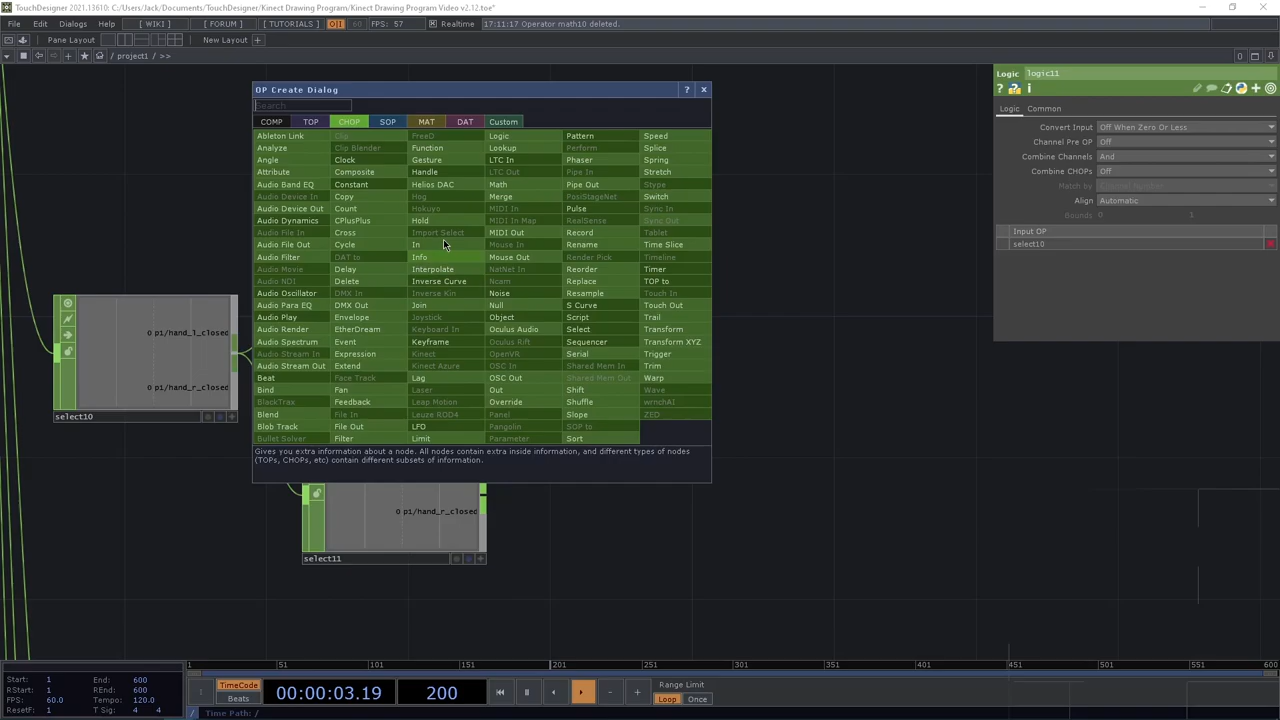 TouchDesigner 2021.13610: C:/Users/Jack/Documents/TouchDesigner/Kinect Drawing Program/Kinect Drawing Program Video v2.12.toe*
File Edit Dialogs Help [ WIKI ] [ FORUM ] [ TUTORIALS ] O|I 60 FPS: 57 Realtime 17:11:17 Operator math10 deleted.
Pane Layout New Layout +
/ project1 / >>
Logic logic11
OP Create Dialog ? ×
Search
COMP TOP CHOP SOP MAT DAT Custom
Logic Common
Convert Input Off When Zero Or Less
Channel Pre OP Off
Combine Channels And
Combine CHOPs Off
Match by Channel Number
Align Automatic
Bounds 0 1
Input OP
select10
Ableton Link Clip FreeD Logic Pattern Speed
Analyze Clip Blender Function Lookup Perform Splice
Angle Clock Gesture LTC In Phaser Spring
Attribute Composite Handle LTC Out Pipe In Stretch
Audio Band EQ Constant Helios DAC Math Pipe Out Stype
Audio Device In Copy Hog Merge PosiStageNet Switch
Audio Device Out Count Hokuyo MIDI In Pulse Sync In
Audio Dynamics CPlusPlus Hold MIDI In Map RealSense Sync Out
Audio File In Cross Import Select MIDI Out Record Tablet
Audio File Out Cycle In Mouse In Rename Time Slice
Audio Filter DAT to Info Mouse Out Render Pick Timeline
Audio Movie Delay Interpolate NatNet In Reorder Timer
Audio NDI Delete Inverse Curve Ncam Replace TOP to
Audio Oscillator DMX In Inverse Kin Noise Resample Touch In
Audio Para EQ DMX Out Join Null S Curve Touch Out
Audio Play Envelope Joystick Object Script Trail
Audio Render EtherDream Keyboard In Oculus Audio Select Transform
Audio Spectrum Event Keyframe Oculus Rift Sequencer Transform XYZ
Audio Stream In Expression Kinect OpenVR Serial Trigger
Audio Stream Out Extend Kinect Azure OSC In Shared Mem In Trim
Beat Face Track Lag OSC Out Shared Mem Out Warp
Bind Fan Laser Out Shift Wave
BlackTrax Feedback Leap Motion Override Shuffle wrnchAI
Blend File In Leuze ROD4 Panel Slope ZED
Blob Track File Out LFO Pangolin SOP to
Bullet Solver Filter Limit Parameter Sort
Gives you extra information about a node. All nodes contain extra inside information, and different types of nodes
(TOPs, CHOPs, etc) contain different subsets of information.
0 p1/hand_l_closed
0 p1/hand_r_closed
select10
0 p1/hand_r_closed
select11
1 51 101 151 201 251 301 351 401 451 501 551 600
Start: 1 End: 600
RStart: 1 REnd: 600
FPS: 60.0 Tempo: 120.0
ResetF: 1 T Sig: 4 4
TimeCode
Beats
00:00:03.19 200
Range Limit
Loop Once
/ Time Path: /